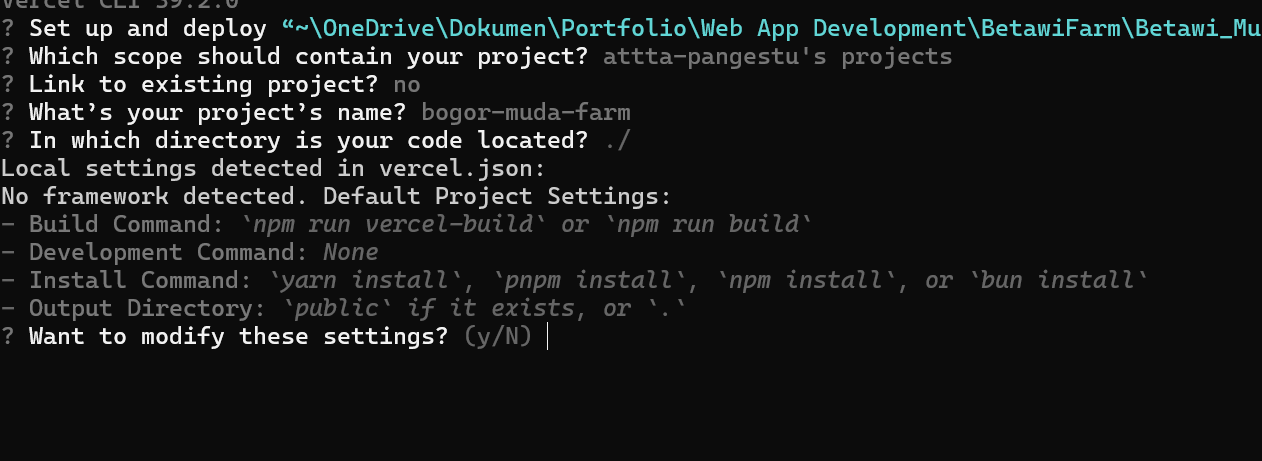 Vercel CLI 39.2.0
? Set up and deploy “~\OneDrive\Dokumen\Portfolio\Web App Development\BetawiFarm\Betawi_Mu
? Which scope should contain your project? attta-pangestu's projects
? Link to existing project? no
? What’s your project’s name? bogor-muda-farm
? In which directory is your code located? ./
Local settings detected in vercel.json:
No framework detected. Default Project Settings:
- Build Command: `npm run vercel-build` or `npm run build`
- Development Command: None
- Install Command: `yarn install`, `pnpm install`, `npm install`, or `bun install`
- Output Directory: `public` if it exists, or `.`
? Want to modify these settings? (y/N)